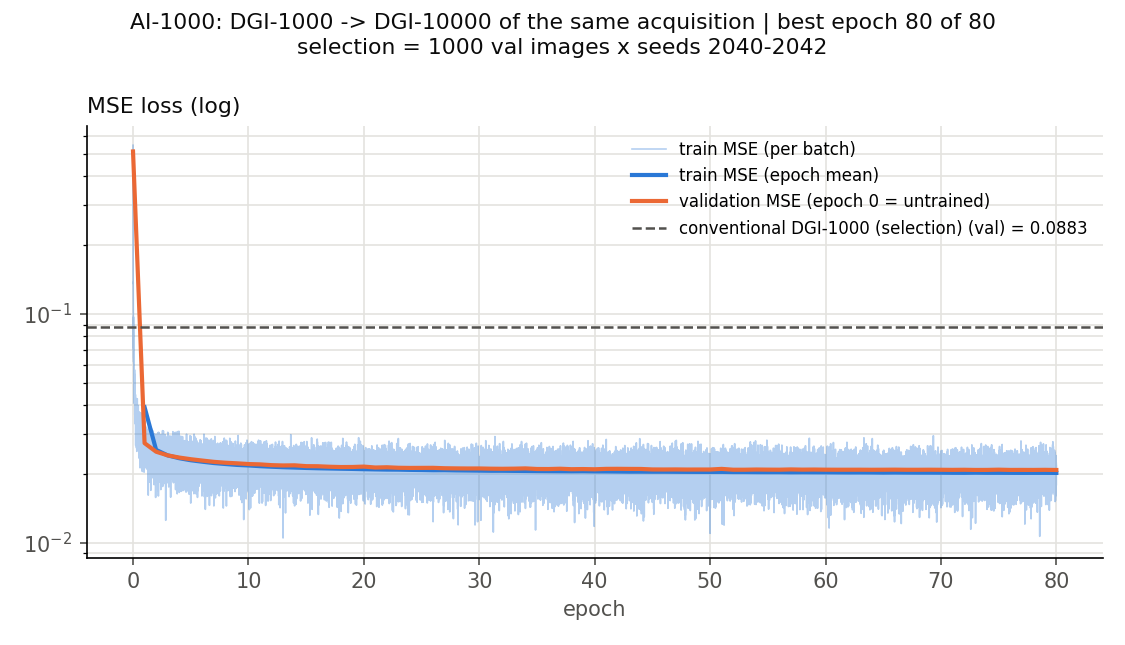 AI-1000: DGI-1000 -> DGI-10000 of the same acquisition | best epoch 80 of 80
selection = 1000 val images x seeds 2040-2042
MSE loss (log)
train MSE (per batch)
train MSE (epoch mean)
validation MSE (epoch 0 = untrained)
conventional DGI-1000 (selection) (val) = 0.0883
10⁻¹
10⁻²
0 10 20 30 40 50 60 70 80
epoch